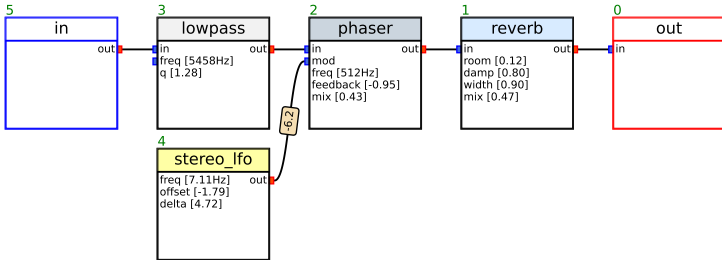 5
in
out
3
lowpass
in out
freq [5458Hz]
q [1.28]
2
phaser
in out
mod
freq [512Hz]
feedback [-0.95]
mix [0.43]
1
reverb
in out
room [0.12]
damp [0.80]
width [0.90]
mix [0.47]
0
out
in
-6.2
4
stereo_lfo
freq [7.11Hz] out
offset [-1.79]
delta [4.72]